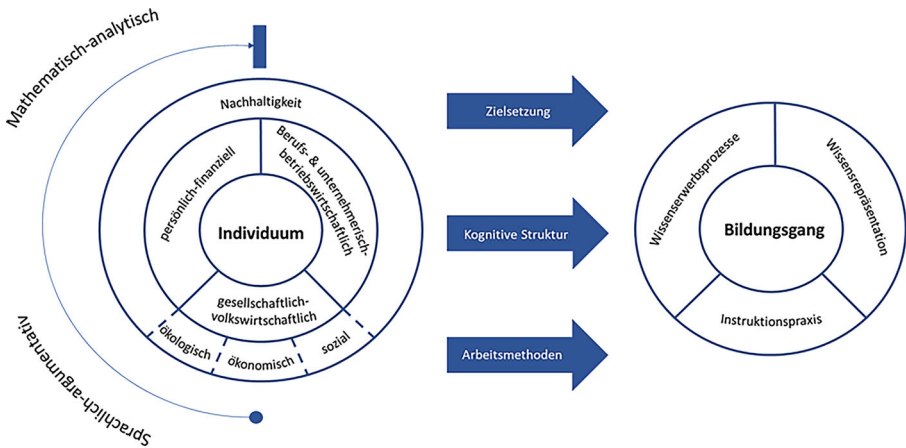 Mathematisch-analytisch
Sprachlich-argumentativ
Nachhaltigkeit
persönlich-finanziell
Berufs- & unternehmerisch-
betriebswirtschaftlich
Individuum
gesellschaftlich-
volkswirtschaftlich
ökologisch
ökonomisch
sozial
Zielsetzung
Kognitive Struktur
Arbeitsmethoden
Wissenserwerbsprozesse
Wissensrepräsentation
Bildungsgang
Instruktionspraxis